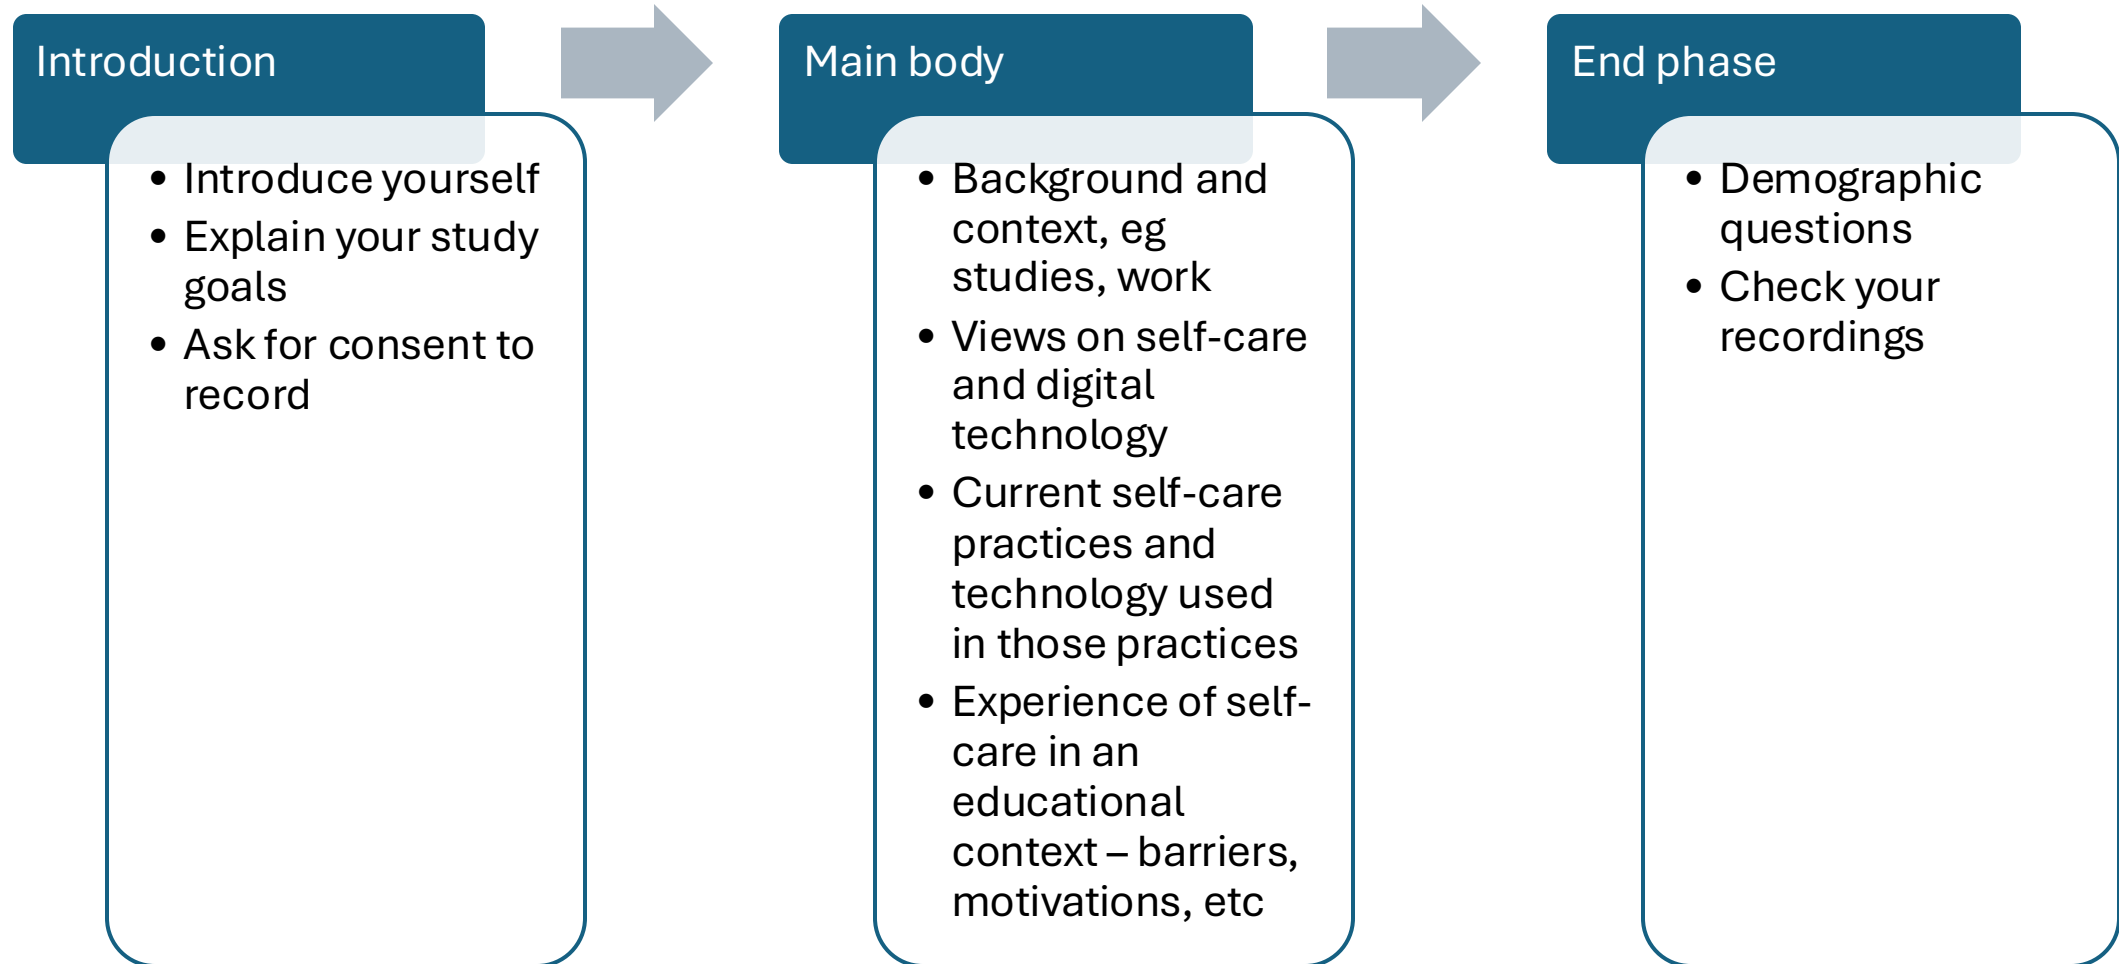 Introduction
• Introduce yourself
• Explain your study
goals
• Ask for consent to
record
Main body
• Background and
context, eg
studies, work
• Views on self-care
and digital
technology
• Current self-care
practices and
technology used
in those practices
• Experience of self-
care in an
educational
context – barriers,
motivations, etc
End phase
• Demographic
questions
• Check your
recordings